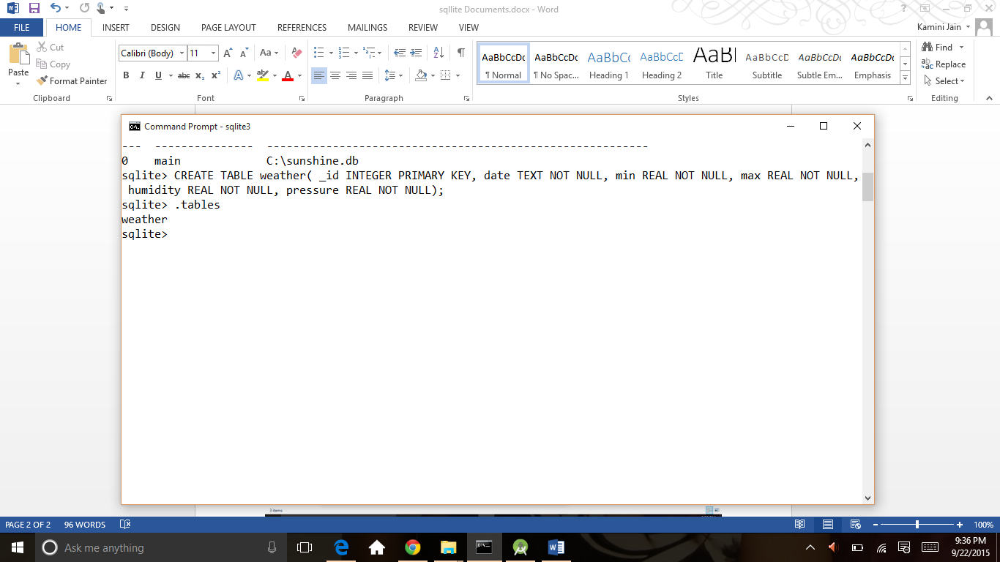 sqllite Documents.docx - Word
FILE HOME INSERT DESIGN PAGE LAYOUT REFERENCES MAILINGS REVIEW VIEW Kamini Jain
Paste
Cut
Copy
Format Painter
Clipboard
Calibri (Body) 11
Aa
B I U abc x₂ x² A A
Font
Paragraph
AaBbCcDc AaBbCcDc AaBbCc AaBbCcD AaBl AaBbCcD AaBbCcDc AaBbCcDc
¶ Normal ¶ No Spac... Heading 1 Heading 2 Title Subtitle Subtle Em... Emphasis
Styles
Find
Replace
Select
Editing
Command Prompt - sqlite3
--- --------------- ----------------------------------------------------------
0 main C:\sunshine.db
sqlite> CREATE TABLE weather( _id INTEGER PRIMARY KEY, date TEXT NOT NULL, min REAL NOT NULL, max REAL NOT NULL,
humidity REAL NOT NULL, pressure REAL NOT NULL);
sqlite> .tables
weather
sqlite>
3 items
PAGE 2 OF 2 96 WORDS 100%
Ask me anything
9:36 PM
9/22/2015